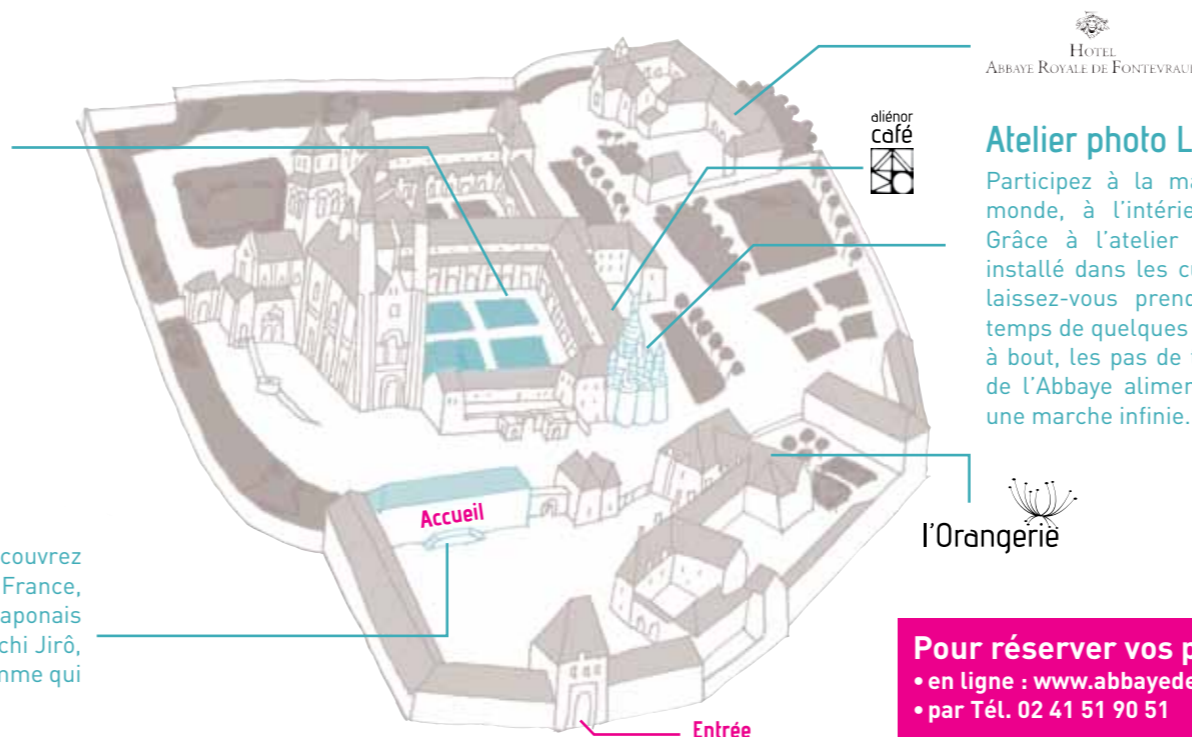 HOTEL
ABBAYE ROYALE DE FONTEVRAUD
aliénor
café
Atelier photo L
Participez à la ma
monde, à l'intérie
Grâce à l'atelier
installé dans les c
laissez-vous prend
temps de quelques
à bout, les pas de
de l'Abbaye alimen
une marche infinie.
Accueil
l'Orangerie
couvrez
France,
aponais
chi Jirô,
mme qui
Pour réserver vos p
• en ligne : www.abbayede
• par Tél. 02 41 51 90 51
Entrée